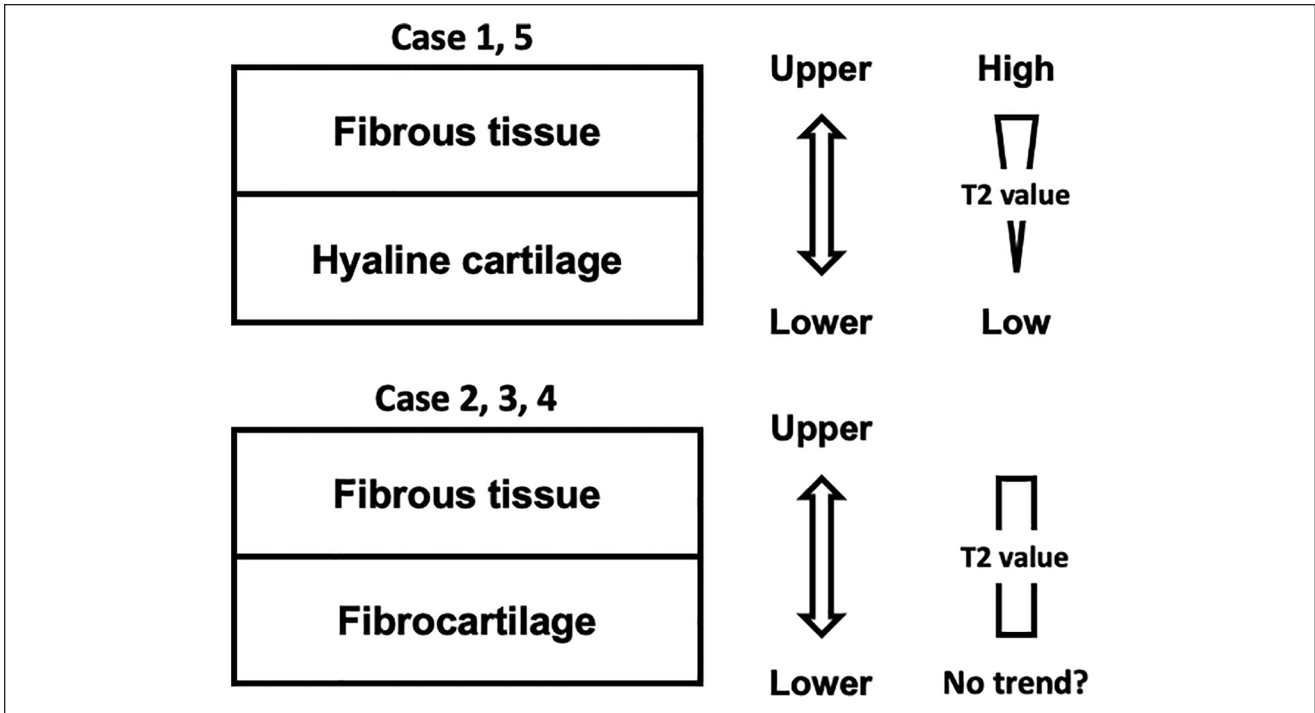 Case 1, 5
Fibrous tissue
Hyaline cartilage
Upper
Lower
High
T2 value
Low
Case 2, 3, 4
Fibrous tissue
Fibrocartilage
Upper
Lower
T2 value
No trend?